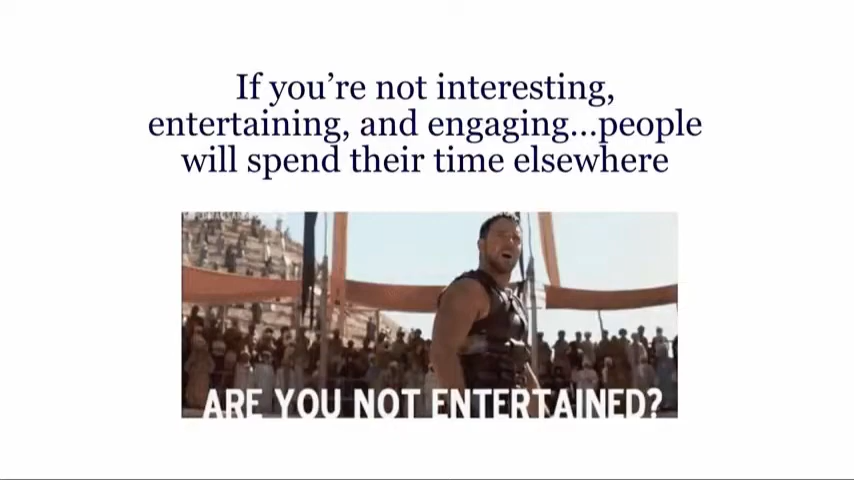 If you’re not interesting,
entertaining, and engaging...people
will spend their time elsewhere
ARE YOU NOT ENTERTAINED?